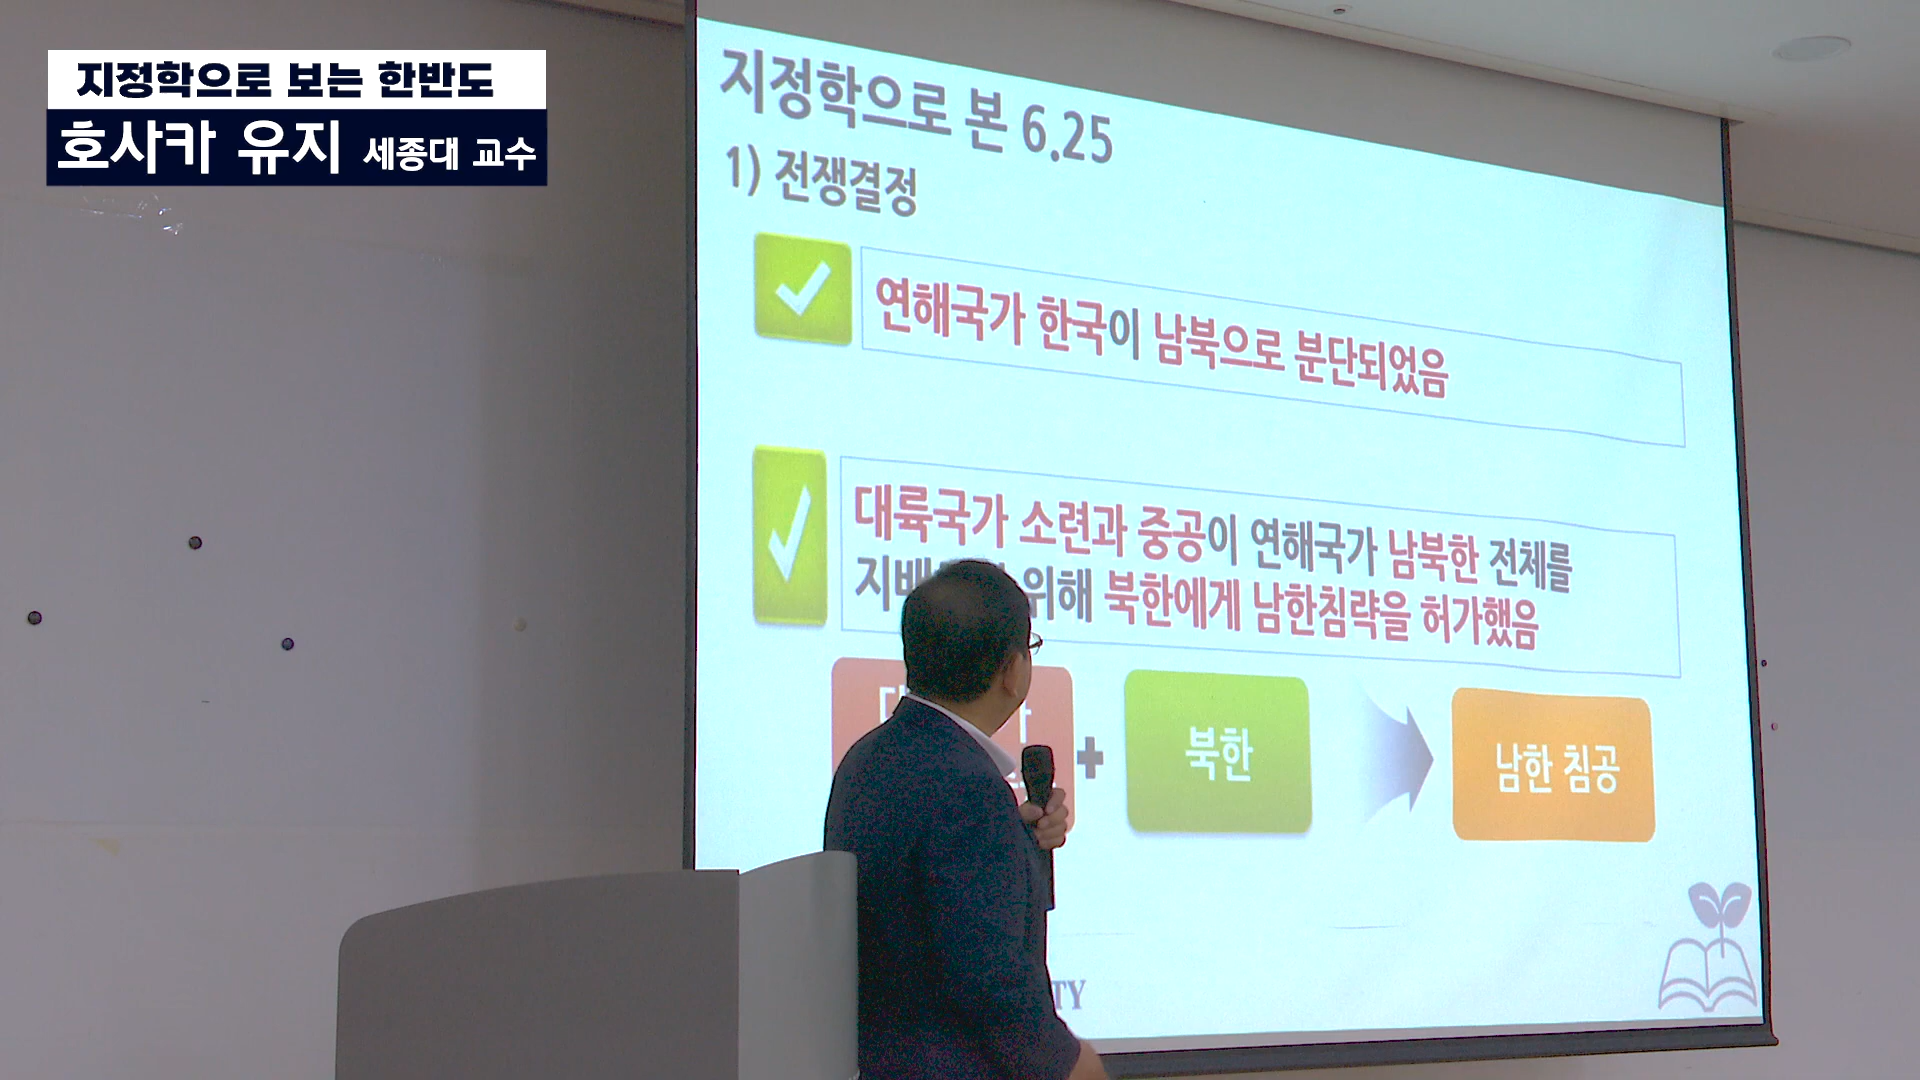 지정학으로 보는 한반도
호사카 유지 세종대 교수
지정학으로 본 6.25
1) 전쟁결정
연해국가 한국이 남북으로 분단되었음
대륙국가 소련과 중공이 연해국가 남북한 전체를
위해 북한에게 남한침략을 허가했음
+
북한
남한 침공